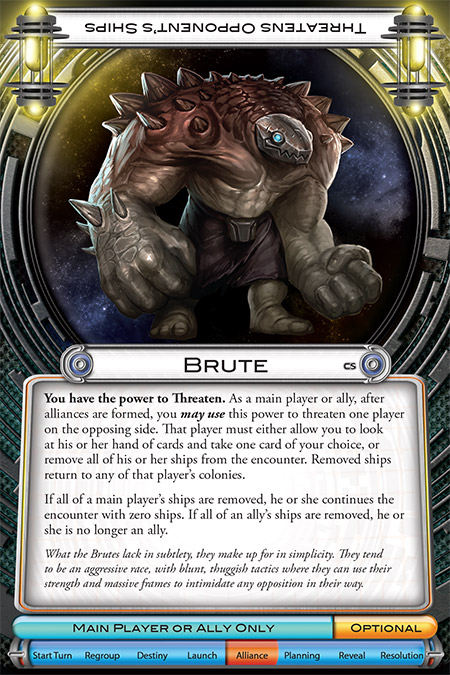 Threatens Opponent's Ships
Brute
CS
You have the power to Threaten. As a main player or ally, after
alliances are formed, you may use this power to threaten one player
on the opposing side. That player must either allow you to look
at his or her hand of cards and take one card of your choice, or
remove all of his or her ships from the encounter. Removed ships
return to any of that player's colonies.
If all of a main player's ships are removed, he or she continues the
encounter with zero ships. If all of an ally's ships are removed, he or
she is no longer an ally.
What the Brutes lack in subtlety, they make up for in simplicity. They tend
to be an aggressive race, with blunt, thuggish tactics where they can use their
strength and massive frames to intimidate any opposition in their way.
Main Player or Ally Only
Optional
Start Turn Regroup Destiny Launch Alliance Planning Reveal Resolution